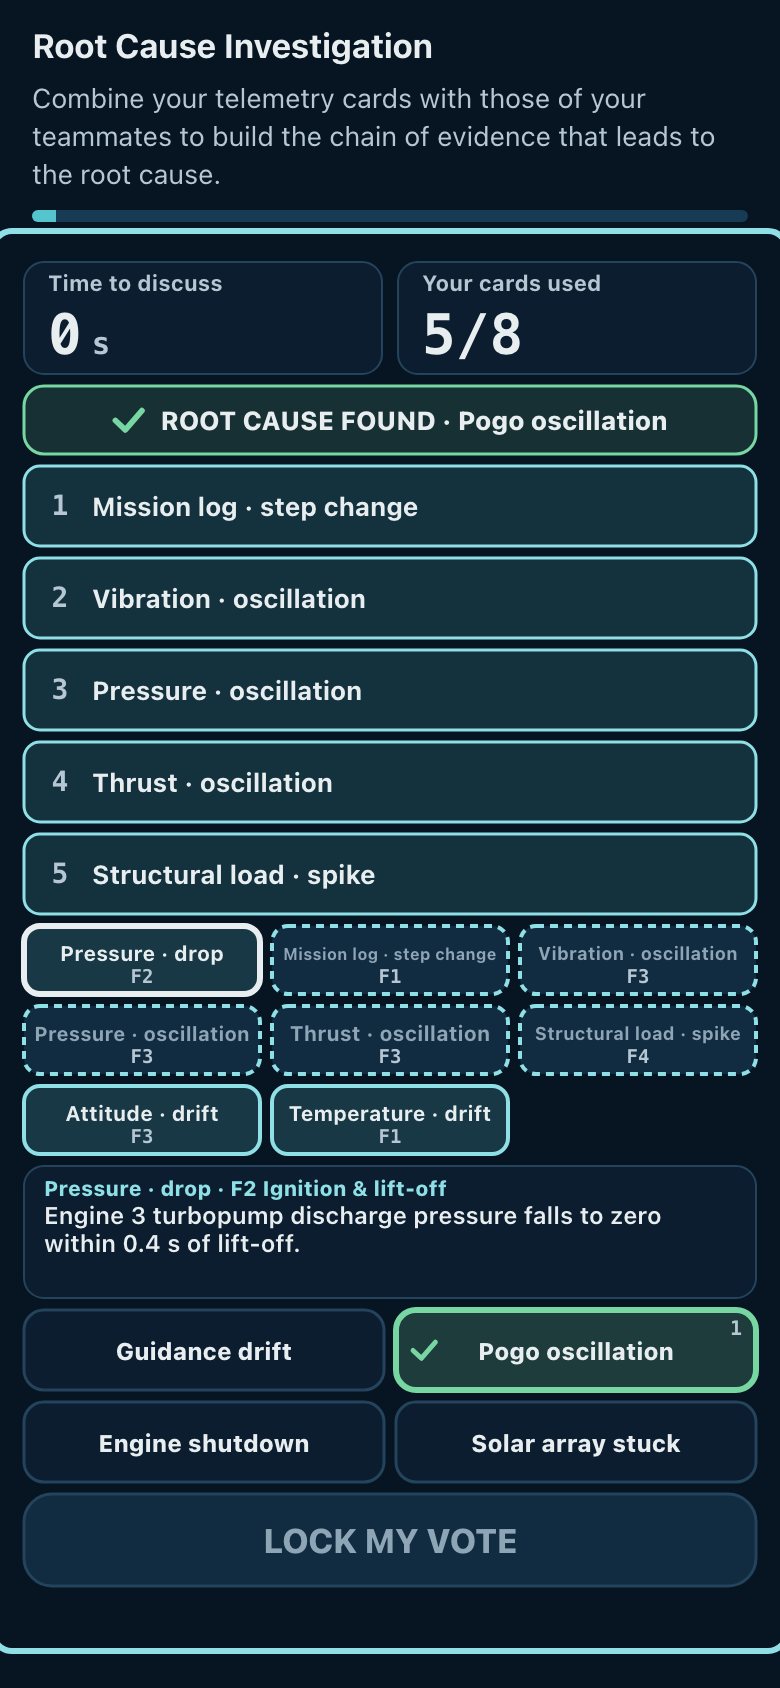 Root Cause Investigation
Combine your telemetry cards with those of your
teammates to build the chain of evidence that leads to
the root cause.
Time to discuss
0 s
Your cards used
5/8
ROOT CAUSE FOUND · Pogo oscillation
1 Mission log · step change
2 Vibration · oscillation
3 Pressure · oscillation
4 Thrust · oscillation
5 Structural load · spike
Pressure · drop
F2
Mission log · step change
F1
Vibration · oscillation
F3
Pressure · oscillation
F3
Thrust · oscillation
F3
Structural load · spike
F4
Attitude · drift
F3
Temperature · drift
F1
Pressure · drop · F2 Ignition & lift-off
Engine 3 turbopump discharge pressure falls to zero
within 0.4 s of lift-off.
Guidance drift
Pogo oscillation
1
Engine shutdown
Solar array stuck
LOCK MY VOTE